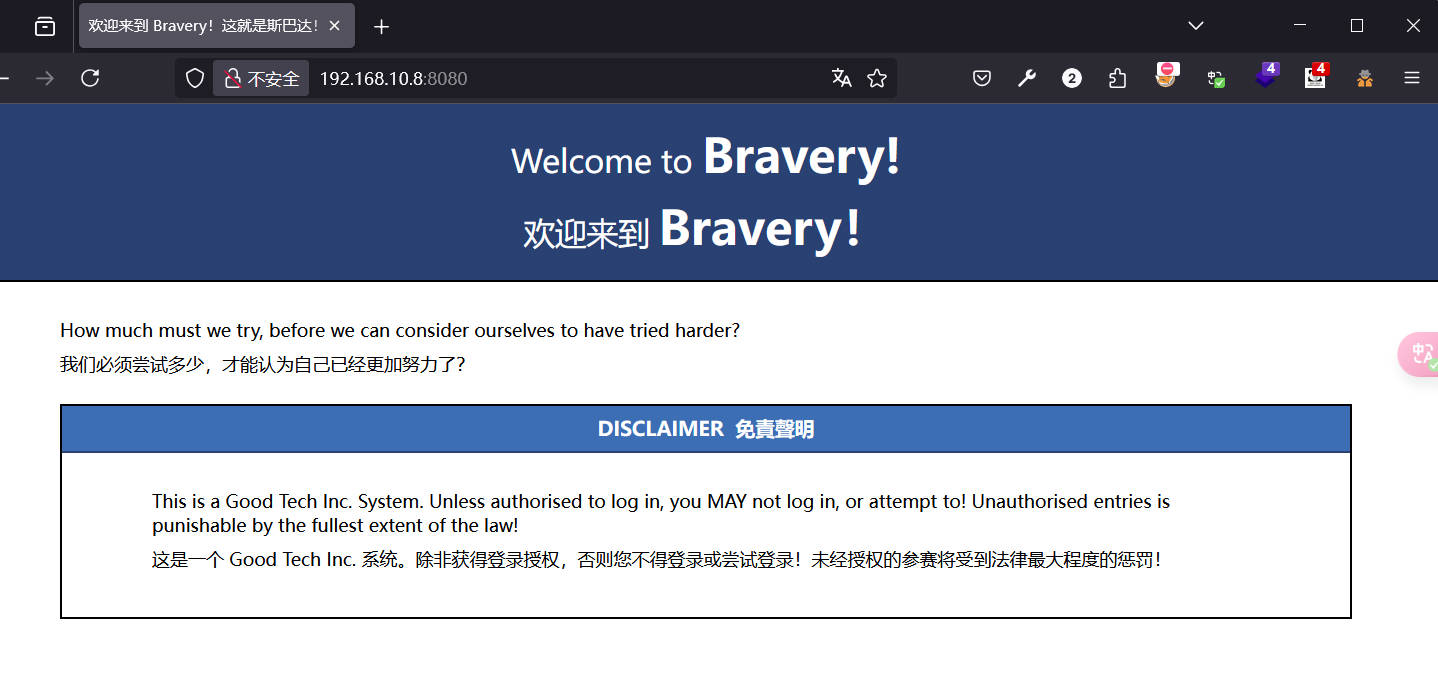 欢迎来到 Bravery！这就是斯巴达！
不安全
192.168.10.8:8080
2
4
4
Welcome to Bravery!
欢迎来到 Bravery！
How much must we try, before we can consider ourselves to have tried harder?
我们必须尝试多少，才能认为自己已经更加努力了？
DISCLAIMER 免責聲明
This is a Good Tech Inc. System. Unless authorised to log in, you MAY not log in, or attempt to! Unauthorised entries is
punishable by the fullest extent of the law!
这是一个 Good Tech Inc. 系统。除非获得登录授权，否则您不得登录或尝试登录！未经授权的参赛将受到法律最大程度的惩罚！